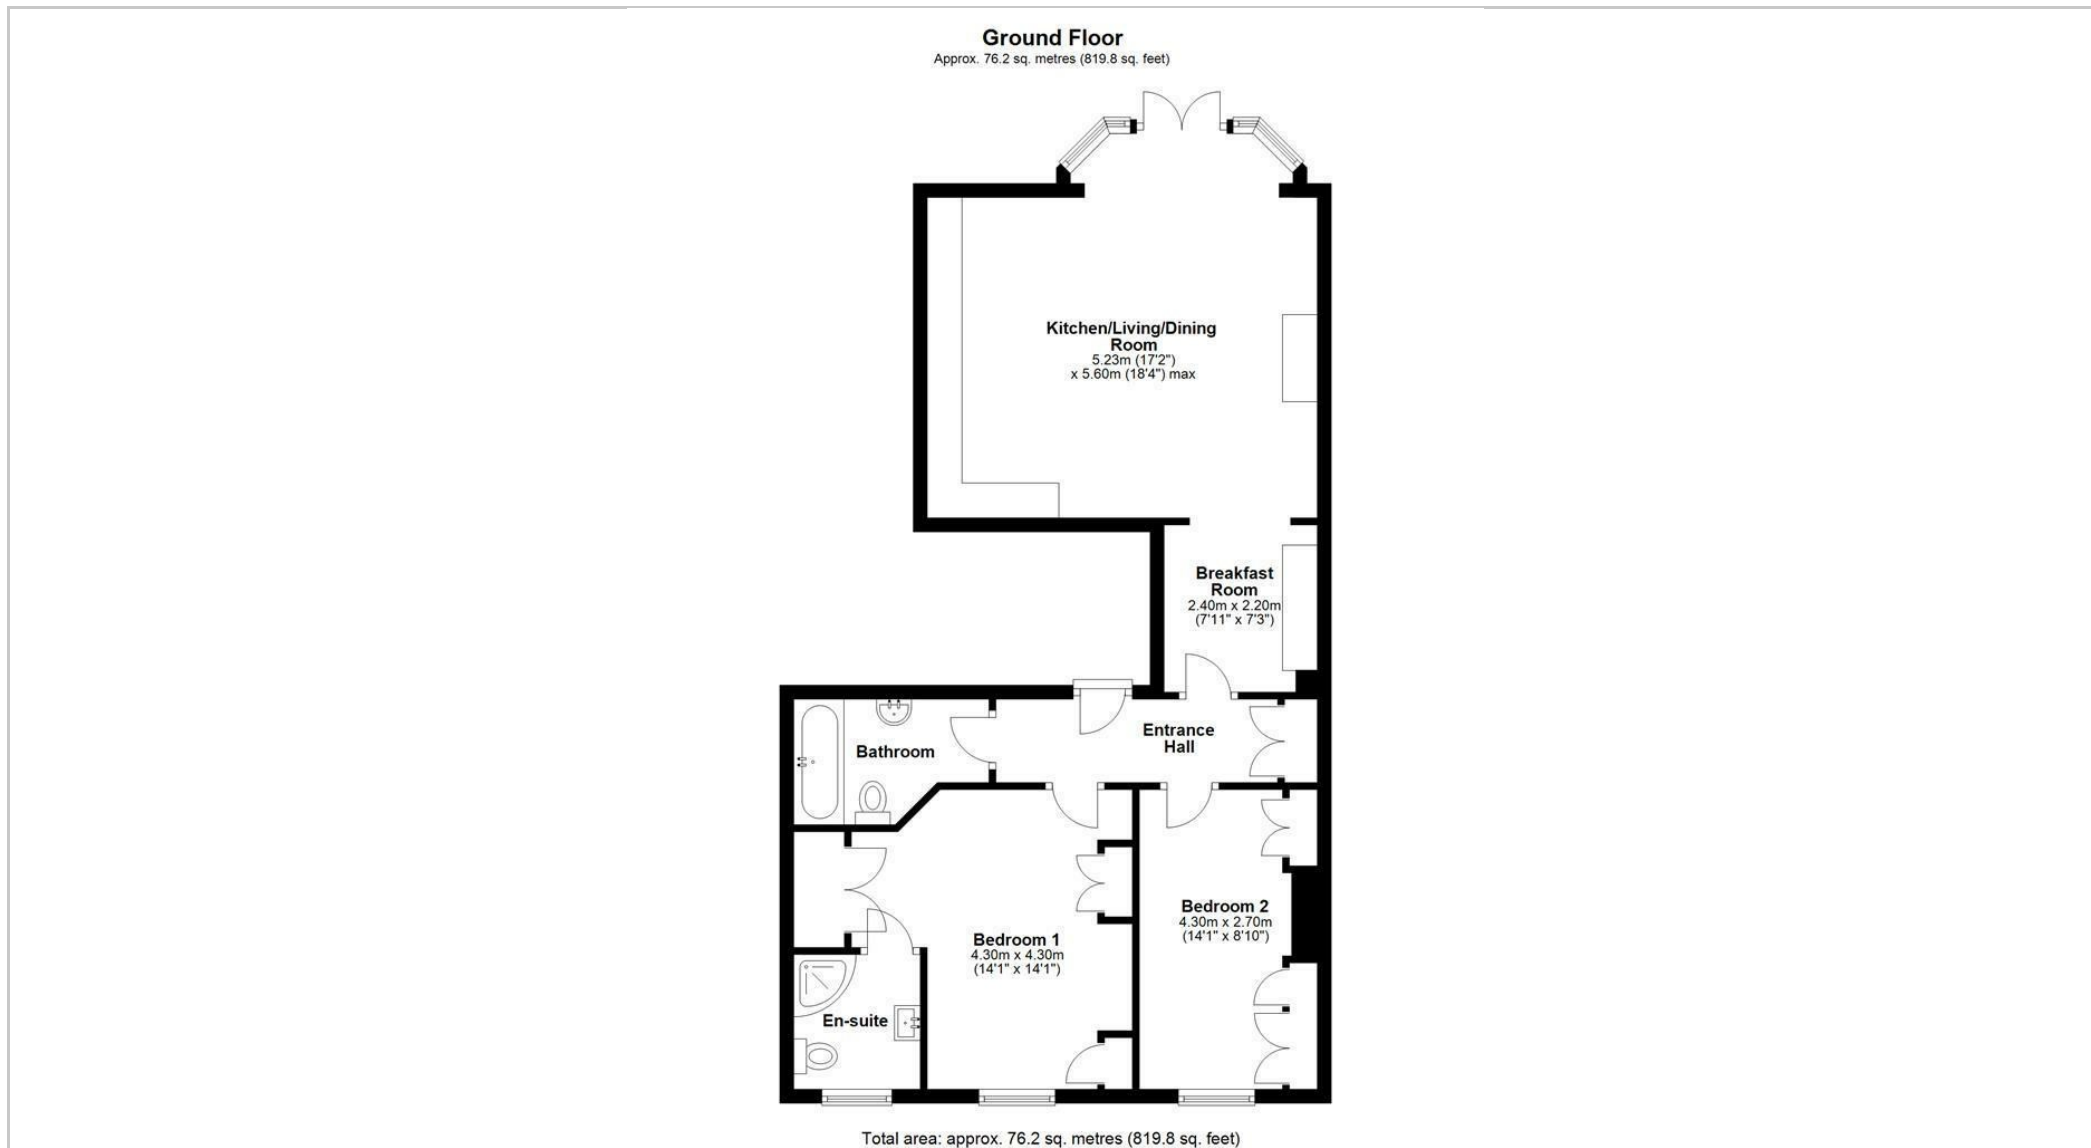 Ground Floor
Approx. 76.2 sq. metres (819.8 sq. feet)
Kitchen/Living/Dining
Room
5.23m (17'2")
x 5.60m (18'4") max
Breakfast
Room
2.40m x 2.20m
(7'11" x 7'3")
Entrance
Hall
Bathroom
Bedroom 2
4.30m x 2.70m
(14'1" x 8'10")
Bedroom 1
4.30m x 4.30m
(14'1" x 14'1")
En-suite
Total area: approx. 76.2 sq. metres (819.8 sq. feet)